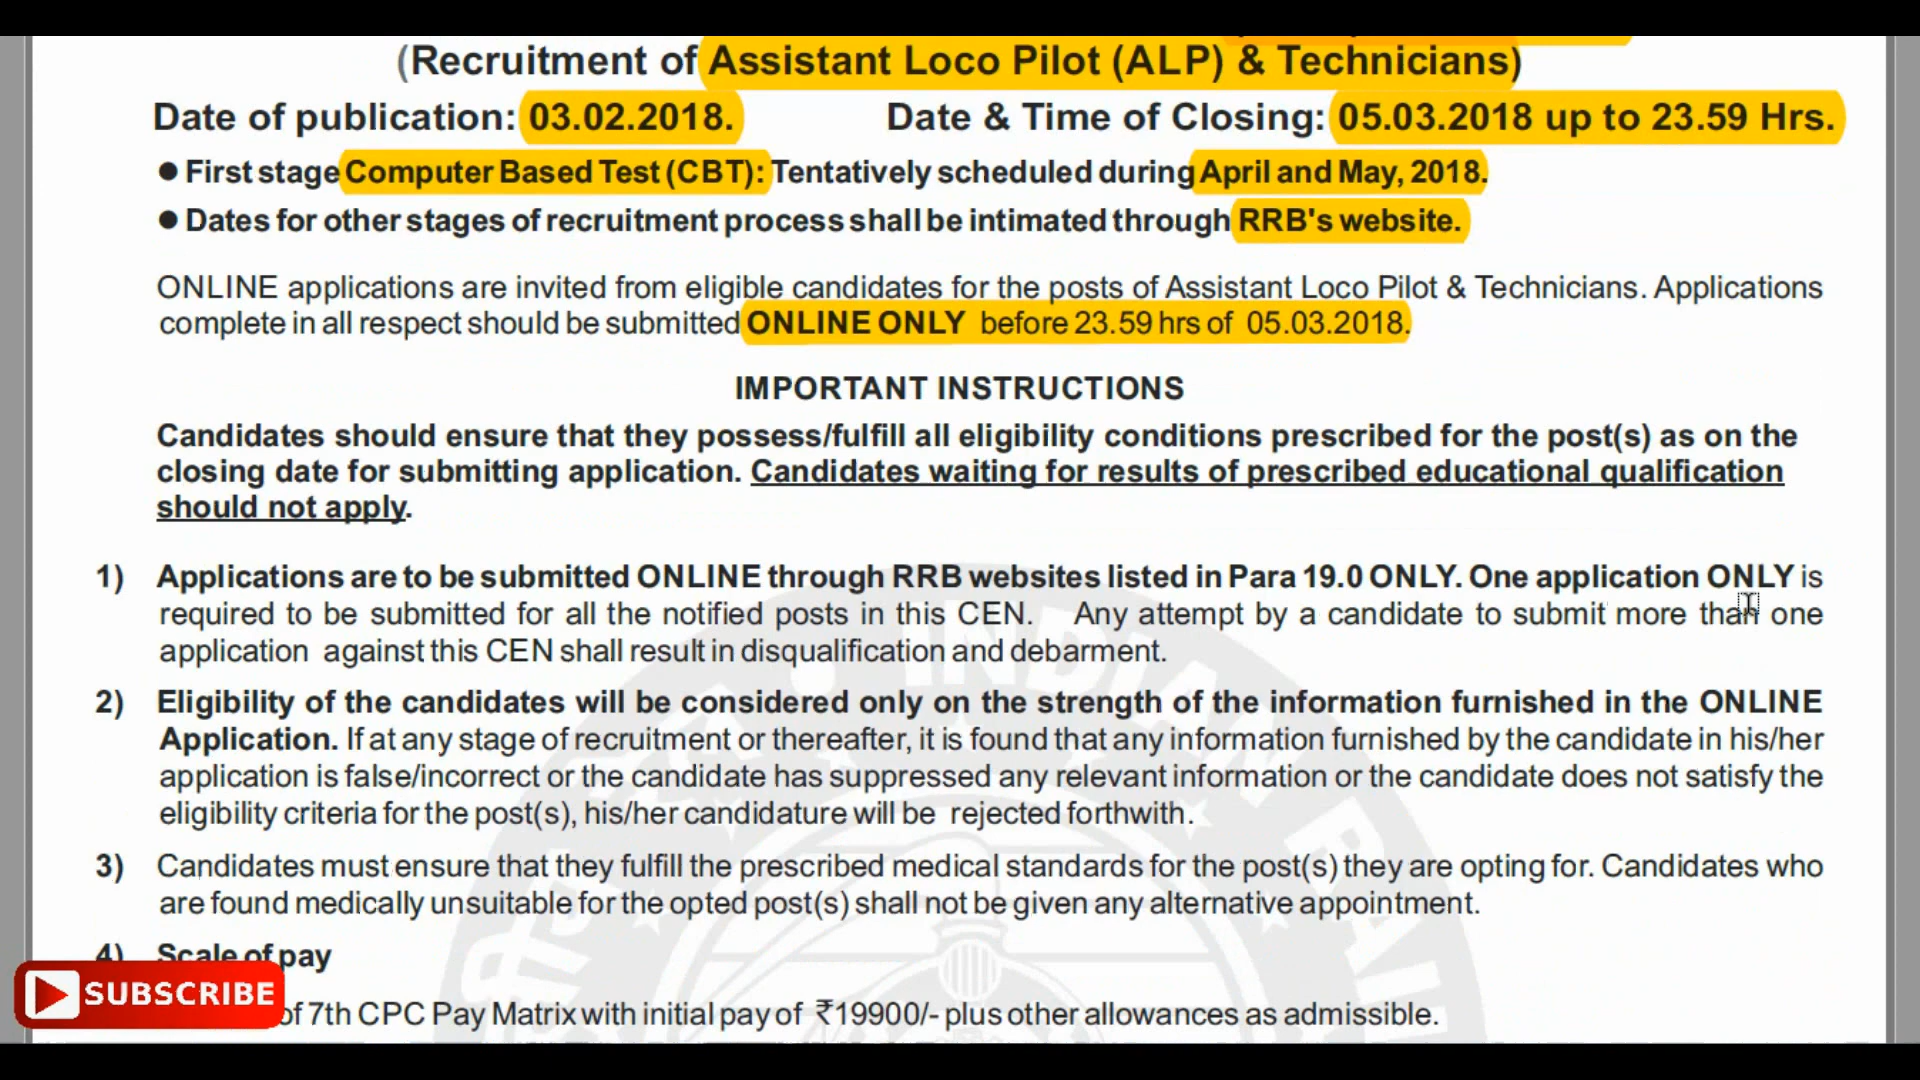 (Recruitment of Assistant Loco Pilot (ALP) & Technicians)
Date of publication: 03.02.2018. Date & Time of Closing: 05.03.2018 up to 23.59 Hrs.
● First stage Computer Based Test (CBT): Tentatively scheduled during April and May, 2018.
● Dates for other stages of recruitment process shall be intimated through RRB's website.
ONLINE applications are invited from eligible candidates for the posts of Assistant Loco Pilot & Technicians. Applications
complete in all respect should be submitted ONLINE ONLY before 23.59 hrs of 05.03.2018.
IMPORTANT INSTRUCTIONS
Candidates should ensure that they possess/fulfill all eligibility conditions prescribed for the post(s) as on the
closing date for submitting application. Candidates waiting for results of prescribed educational qualification
should not apply.
1) Applications are to be submitted ONLINE through RRB websites listed in Para 19.0 ONLY. One application ONLY is
required to be submitted for all the notified posts in this CEN. Any attempt by a candidate to submit more than one
application against this CEN shall result in disqualification and debarment.
2) Eligibility of the candidates will be considered only on the strength of the information furnished in the ONLINE
Application. If at any stage of recruitment or thereafter, it is found that any information furnished by the candidate in his/her
application is false/incorrect or the candidate has suppressed any relevant information or the candidate does not satisfy the
eligibility criteria for the post(s), his/her candidature will be rejected forthwith.
3) Candidates must ensure that they fulfill the prescribed medical standards for the post(s) they are opting for. Candidates who
are found medically unsuitable for the opted post(s) shall not be given any alternative appointment.
4) Scale of pay
SUBSCRIBE
of 7th CPC Pay Matrix with initial pay of ₹19900/- plus other allowances as admissible.
INDIAN RAIL